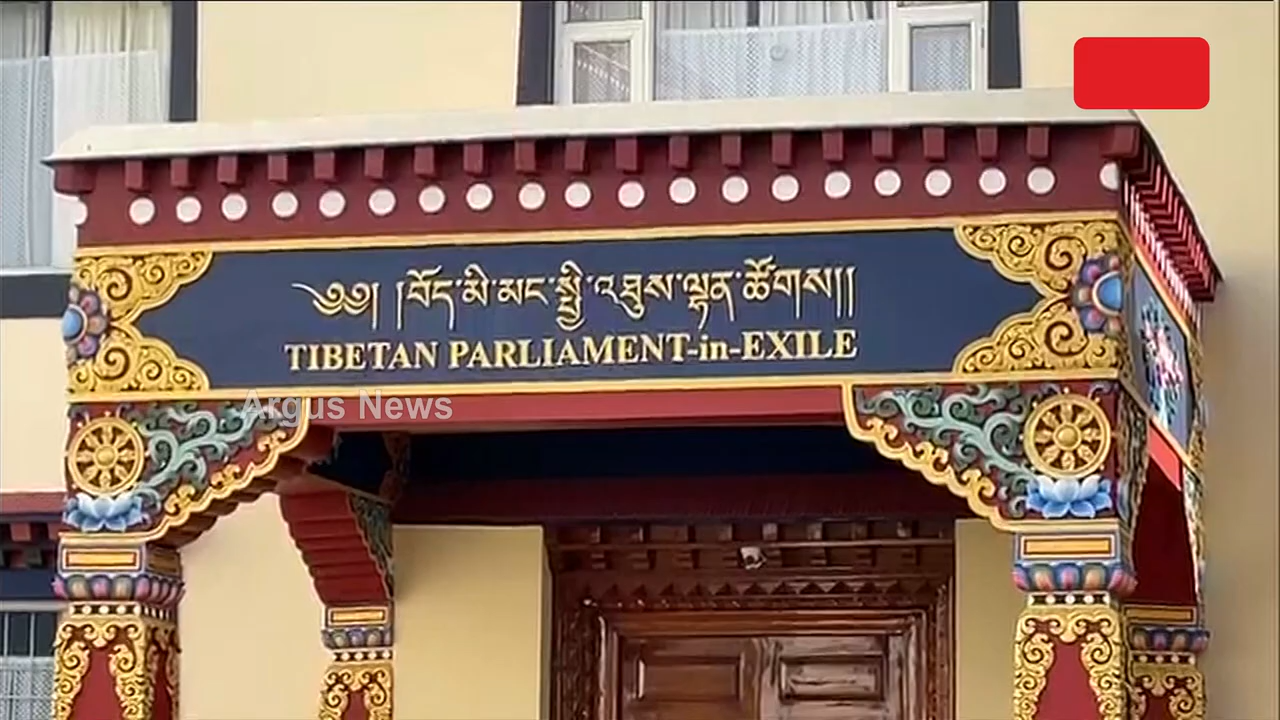 ༄༅། །བོད་མི་མང་སྤྱི་འཐུས་ལྷན་ཚོགས།།
TIBETAN PARLIAMENT-in-EXILE
Argus News